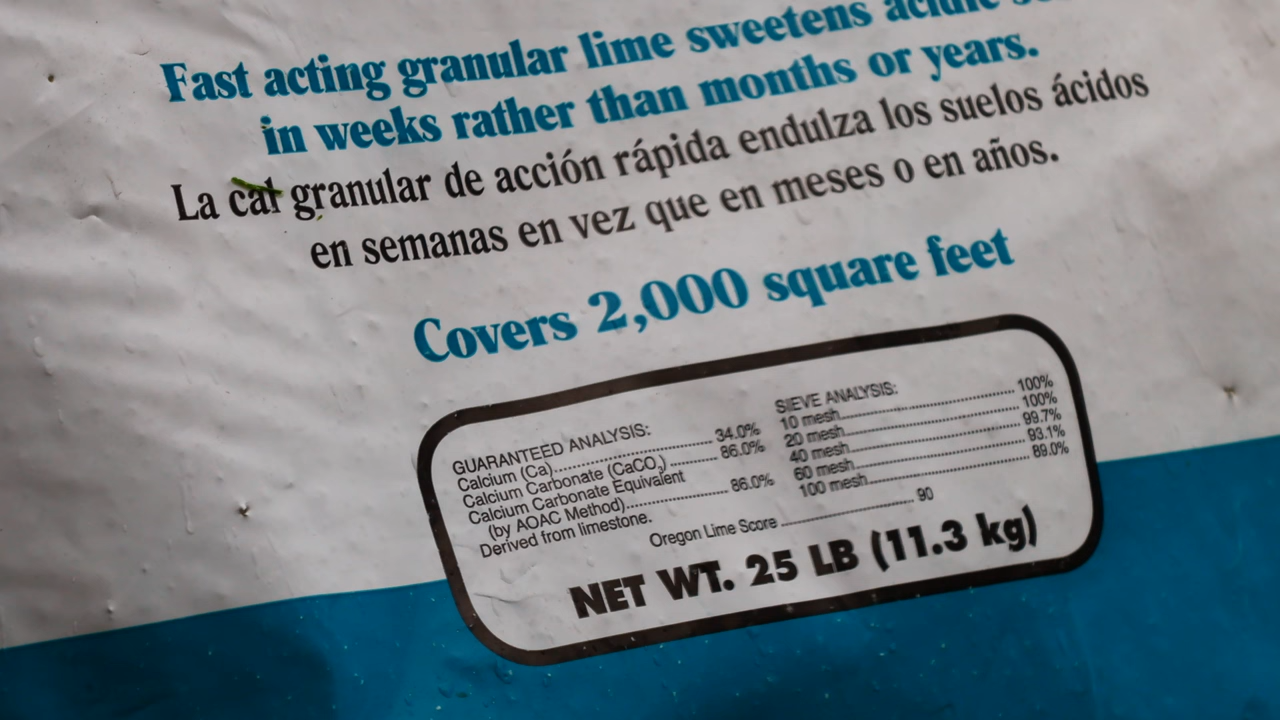 Fast acting granular lime sweetens acidic
in weeks rather than months or years.
La cal granular de acción rápida endulza los suelos ácidos
en semanas en vez que en meses o en años.
Covers 2,000 square feet
GUARANTEED ANALYSIS:
Calcium (Ca)........................ 34.0%
Calcium Carbonate (CaCO₃) ............ 86.0%
Calcium Carbonate Equivalent
(by AOAC Method)........................ 86.0%
Derived from limestone.
SIEVE ANALYSIS:
10 mesh........................ 100%
20 mesh........................ 100%
40 mesh........................ 99.7%
60 mesh........................ 93.1%
100 mesh........................ 89.0%
Oregon Lime Score ........................ 90
NET WT. 25 LB (11.3 kg)